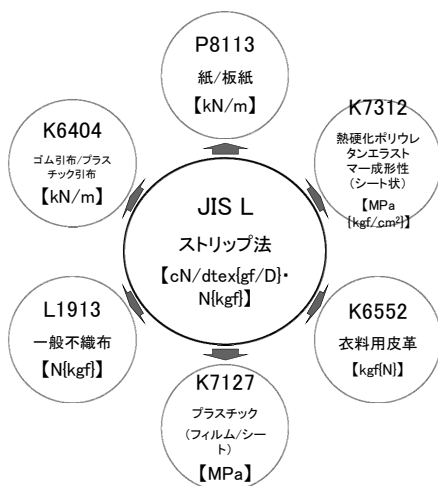 P8113
紙/板紙
【kN/m】
K7312
熱硬化ポリウレ
タンエラスト
マー成形性
(シート状)
【MPa
{kgf/cm²}】
K6404
ゴム引布/プラス
チック引布
【kN/m】
JIS L
ストリップ法
【cN/dtex{gf/D}・
N{kgf}】
L1913
一般不織布
【N{kgf}】
K6552
衣料用皮革
【kgf{N}】
K7127
プラスチック
(フィルム/シー
ト)
【MPa】